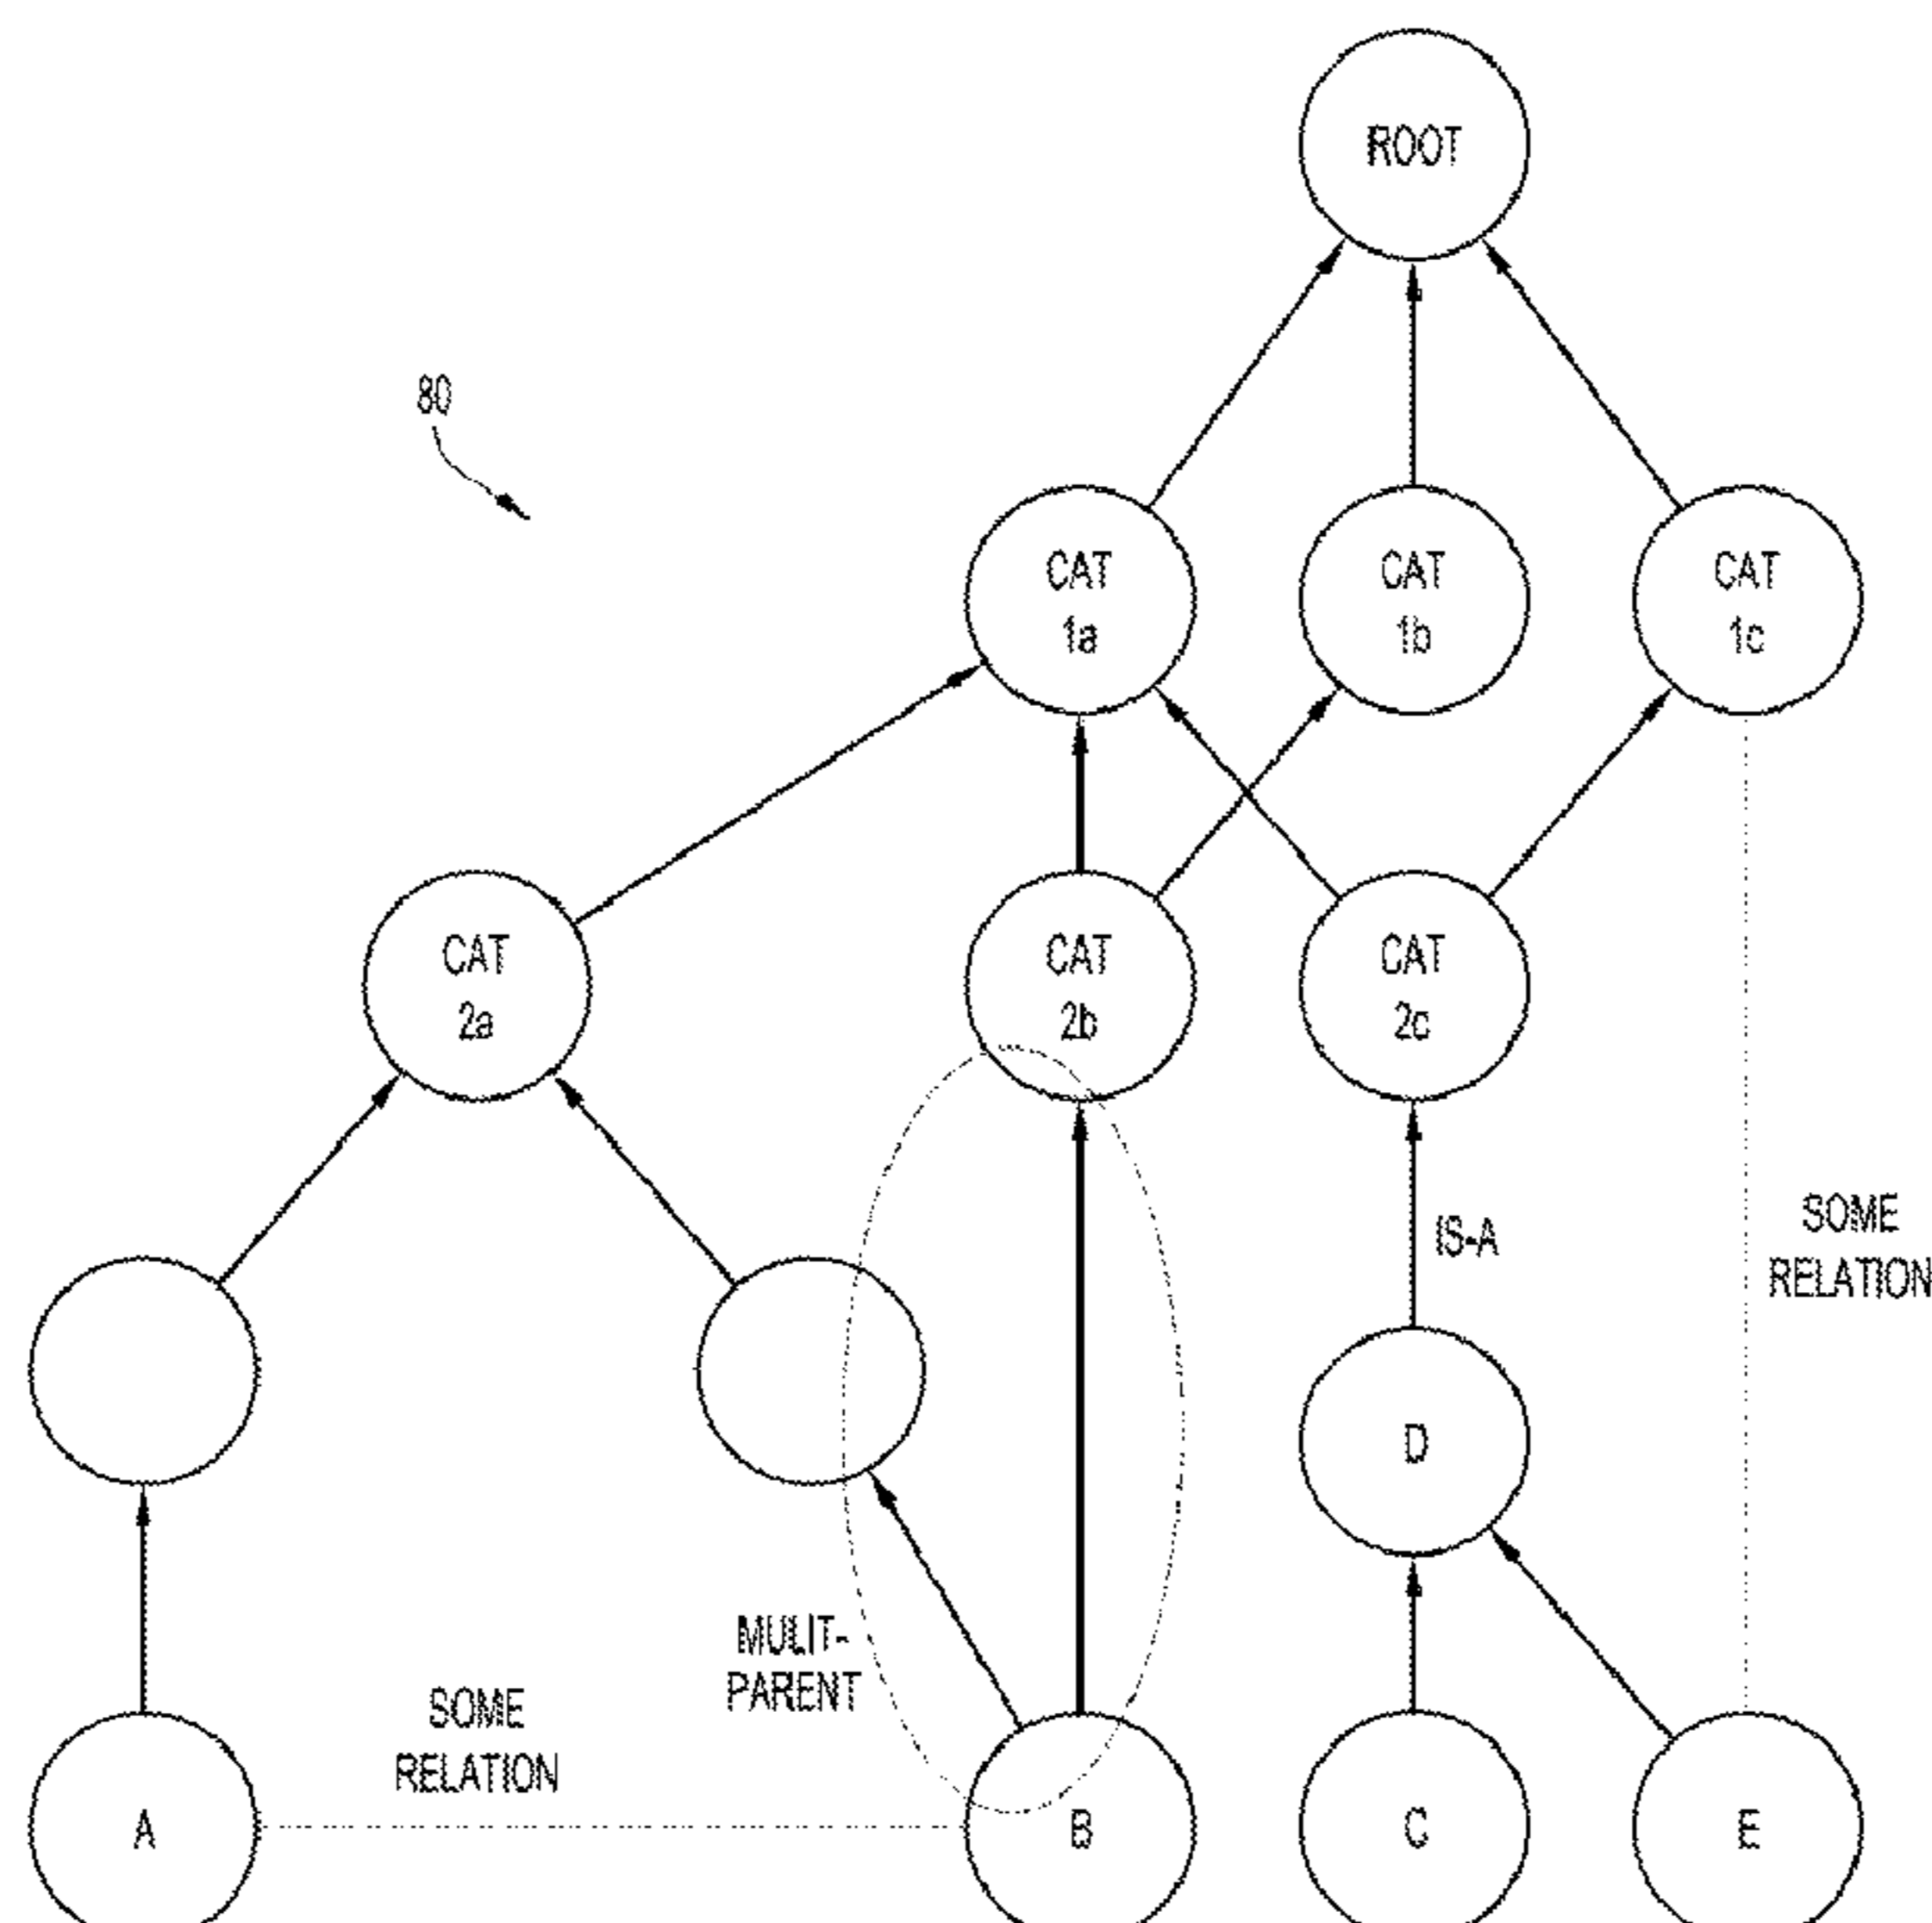 ROOT
80
CAT
1a
CAT
1b
CAT
1c
CAT
2a
CAT
2b
CAT
2c
IS-A
SOME
RELATION
D
MULIT-
PARENT
SOME
RELATION
A
B
C
E